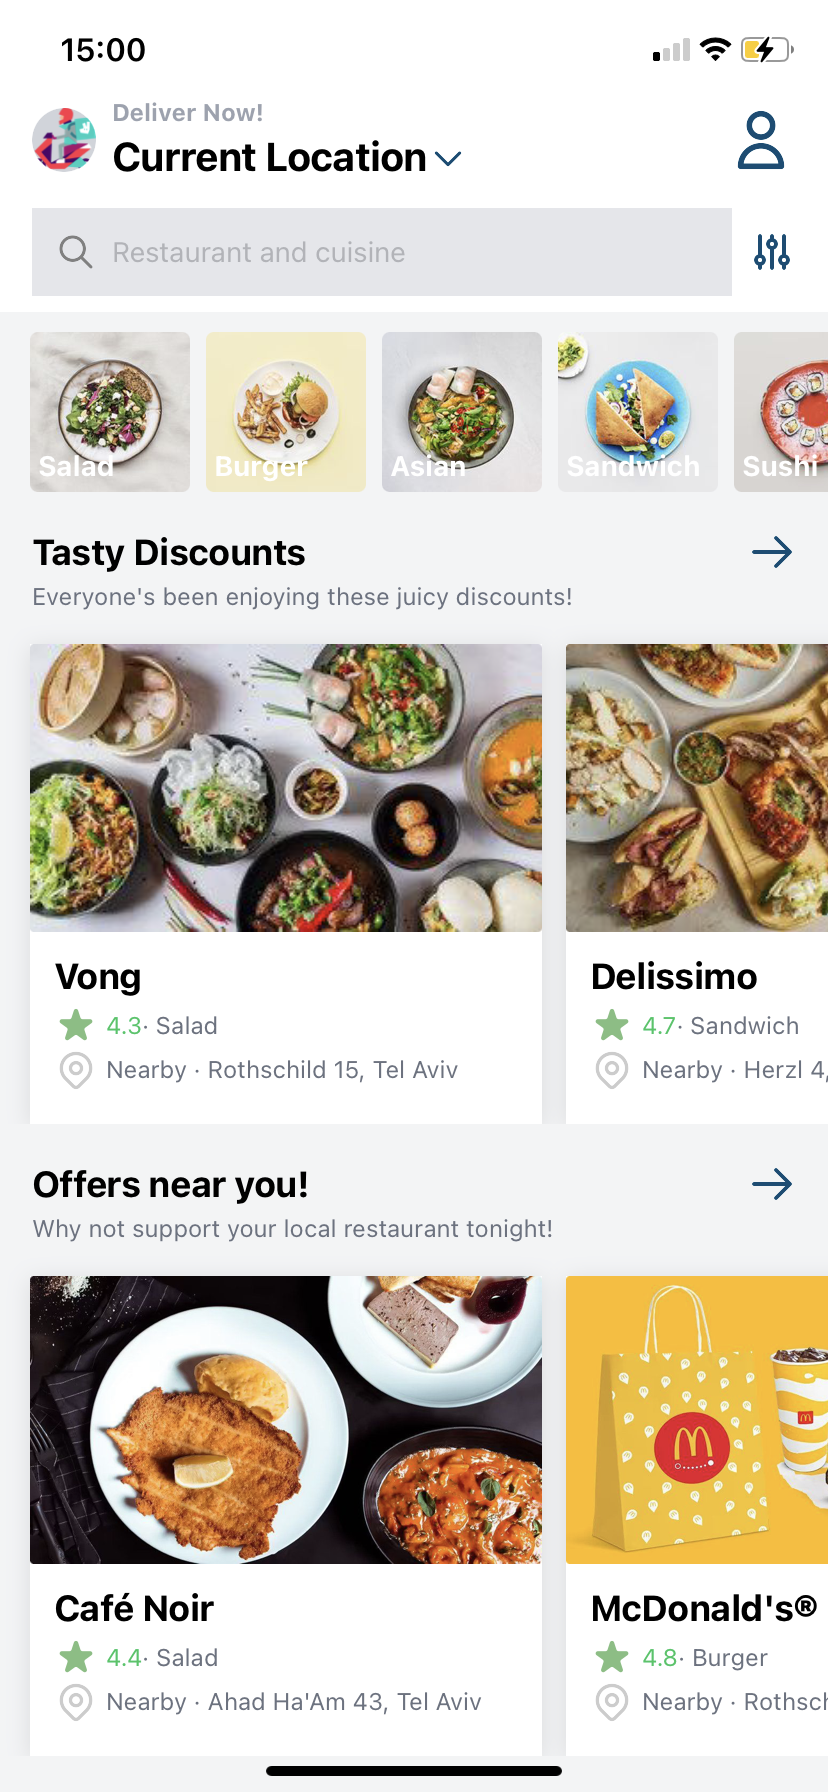 15:00
Deliver Now!
Current Location
Restaurant and cuisine
Salad
Burger
Asian
Sandwich
Sushi
Tasty Discounts
Everyone's been enjoying these juicy discounts!
Vong
4.3· Salad
Nearby · Rothschild 15, Tel Aviv
Delissimo
4.7· Sandwich
Nearby · Herzl 4,
Offers near you!
Why not support your local restaurant tonight!
Café Noir
4.4· Salad
Nearby · Ahad Ha'Am 43, Tel Aviv
McDonald's®
4.8· Burger
Nearby · Rothsch